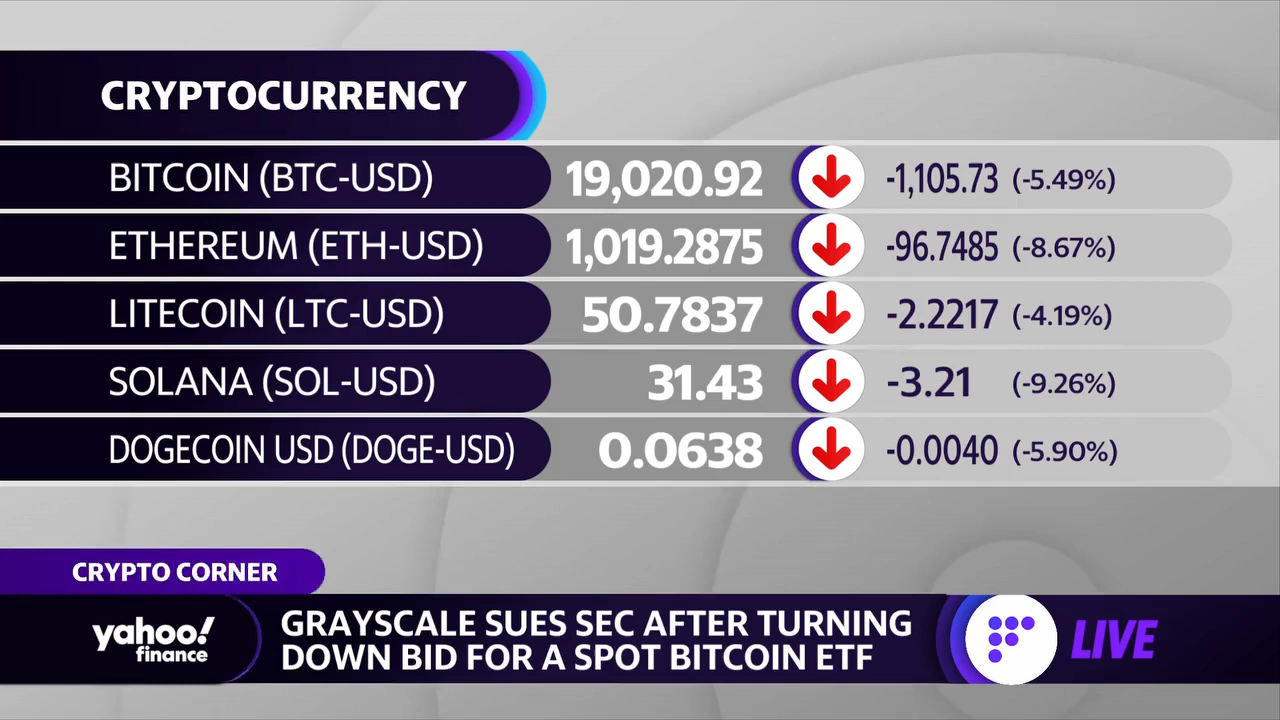 CRYPTOCURRENCY
BITCOIN (BTC-USD) 19,020.92 -1,105.73 (-5.49%)
ETHEREUM (ETH-USD) 1,019.2875 -96.7485 (-8.67%)
LITECOIN (LTC-USD) 50.7837 -2.2217 (-4.19%)
SOLANA (SOL-USD) 31.43 -3.21 (-9.26%)
DOGECOIN USD (DOGE-USD) 0.0638 -0.0040 (-5.90%)
CRYPTO CORNER
yahoo!
finance
GRAYSCALE SUES SEC AFTER TURNING
DOWN BID FOR A SPOT BITCOIN ETF
LIVE